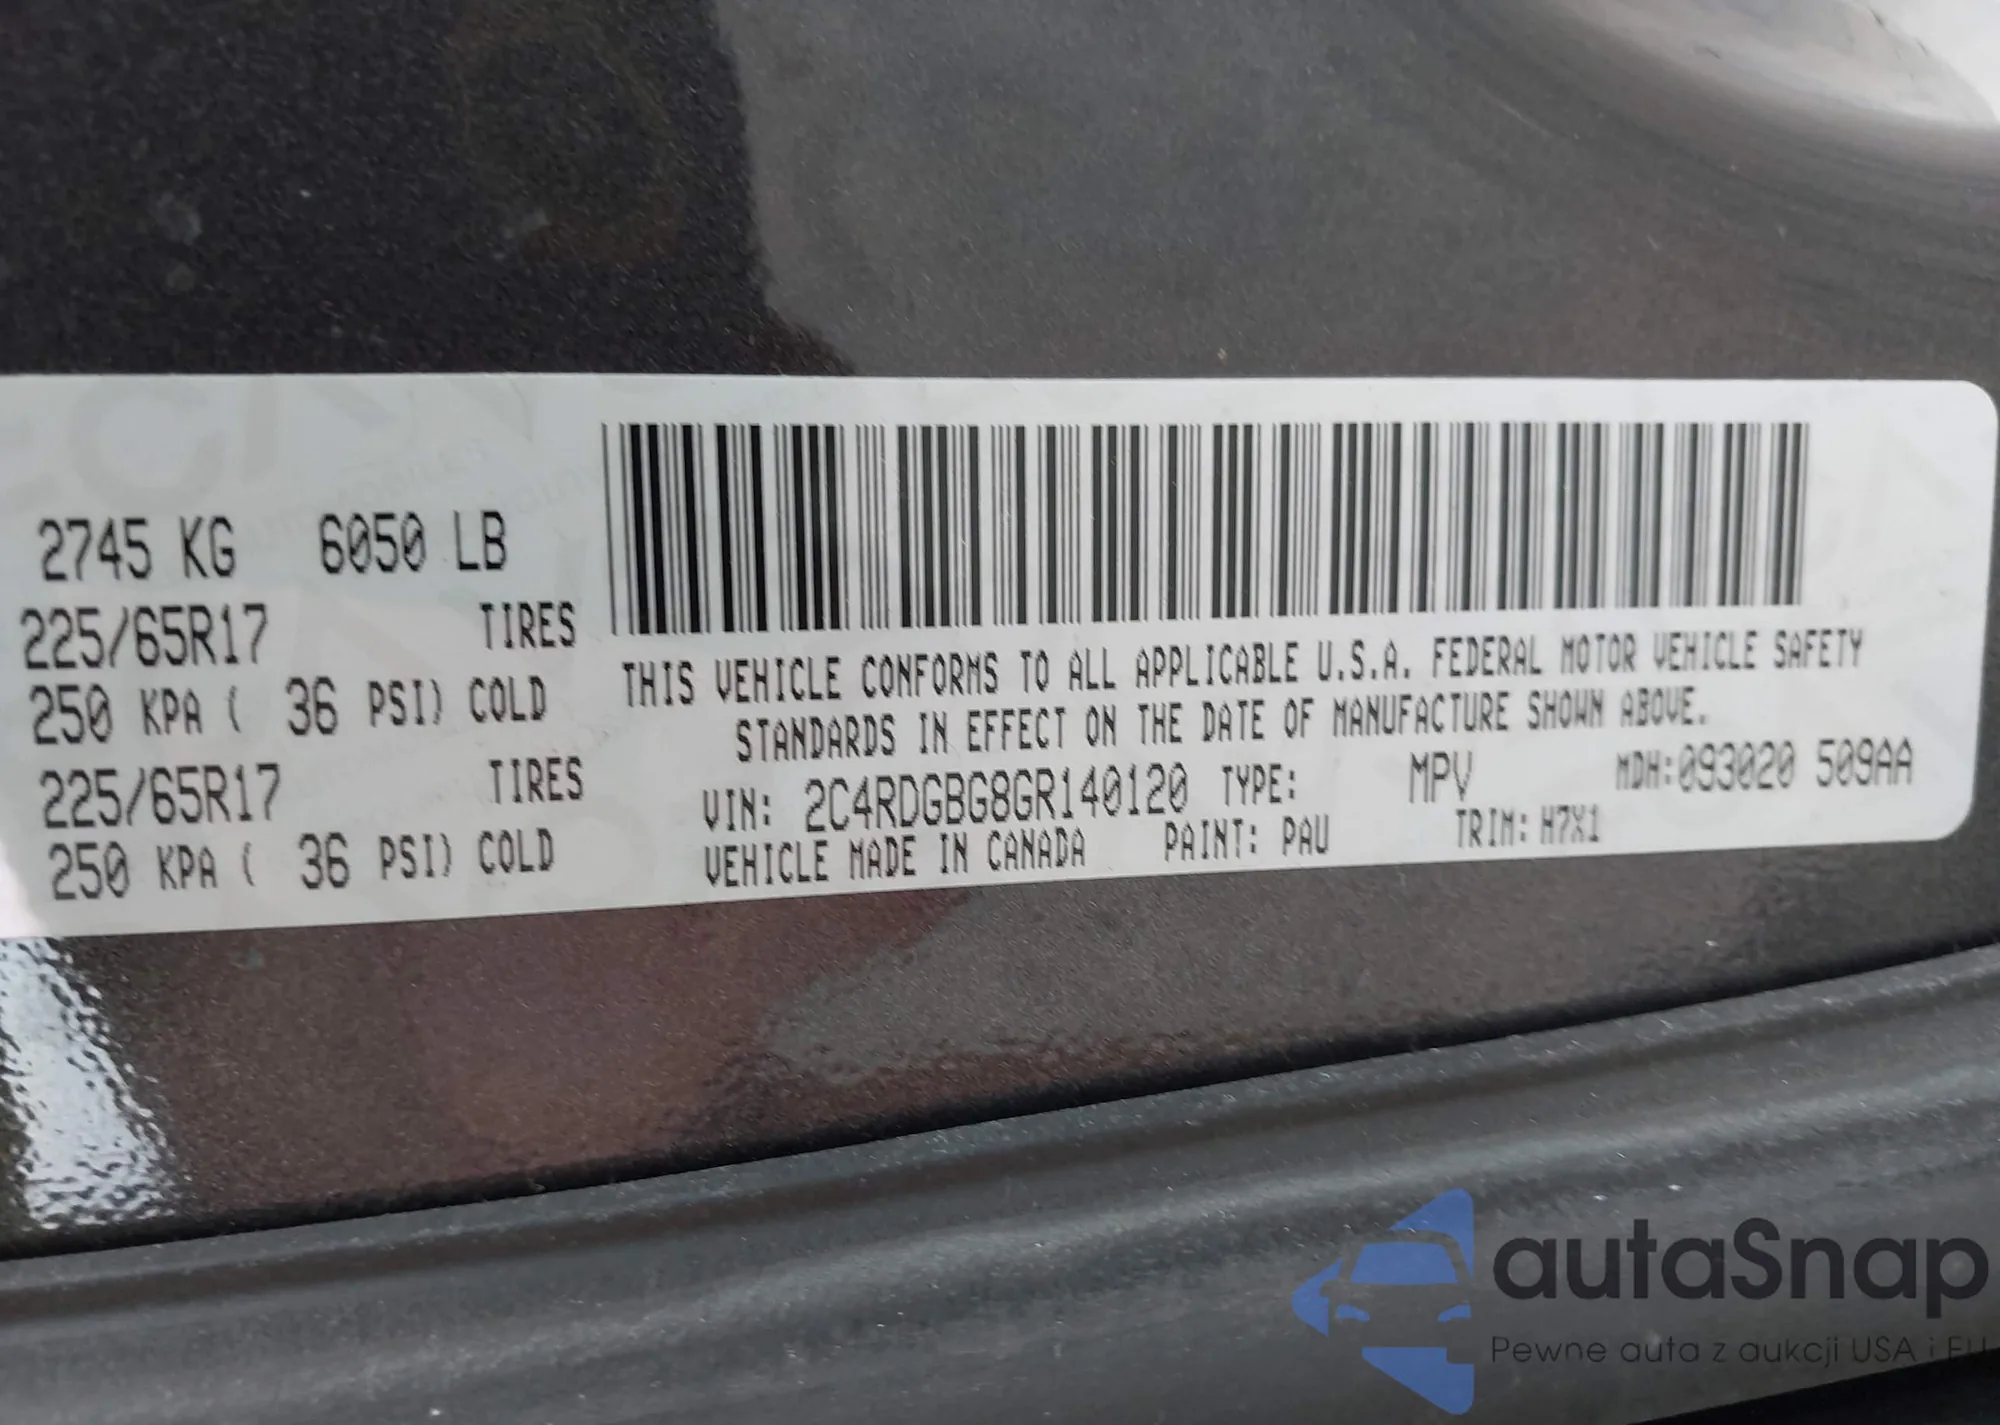 2745 KG 6050 LB
225/65R17 TIRES
250 KPA ( 36 PSI) COLD
225/65R17 TIRES
250 KPA ( 36 PSI) COLD
THIS VEHICLE CONFORMS TO ALL APPLICABLE U.S.A. FEDERAL MOTOR VEHICLE SAFETY
STANDARDS IN EFFECT ON THE DATE OF MANUFACTURE SHOWN ABOVE.
VIN: 2C4RDGBG8GR140120 TYPE: MPV MDH:093020 509AA
VEHICLE MADE IN CANADA PAINT: PAU TRIM: H7X1
autaSnap
Pewne auta z aukcji USA i EU